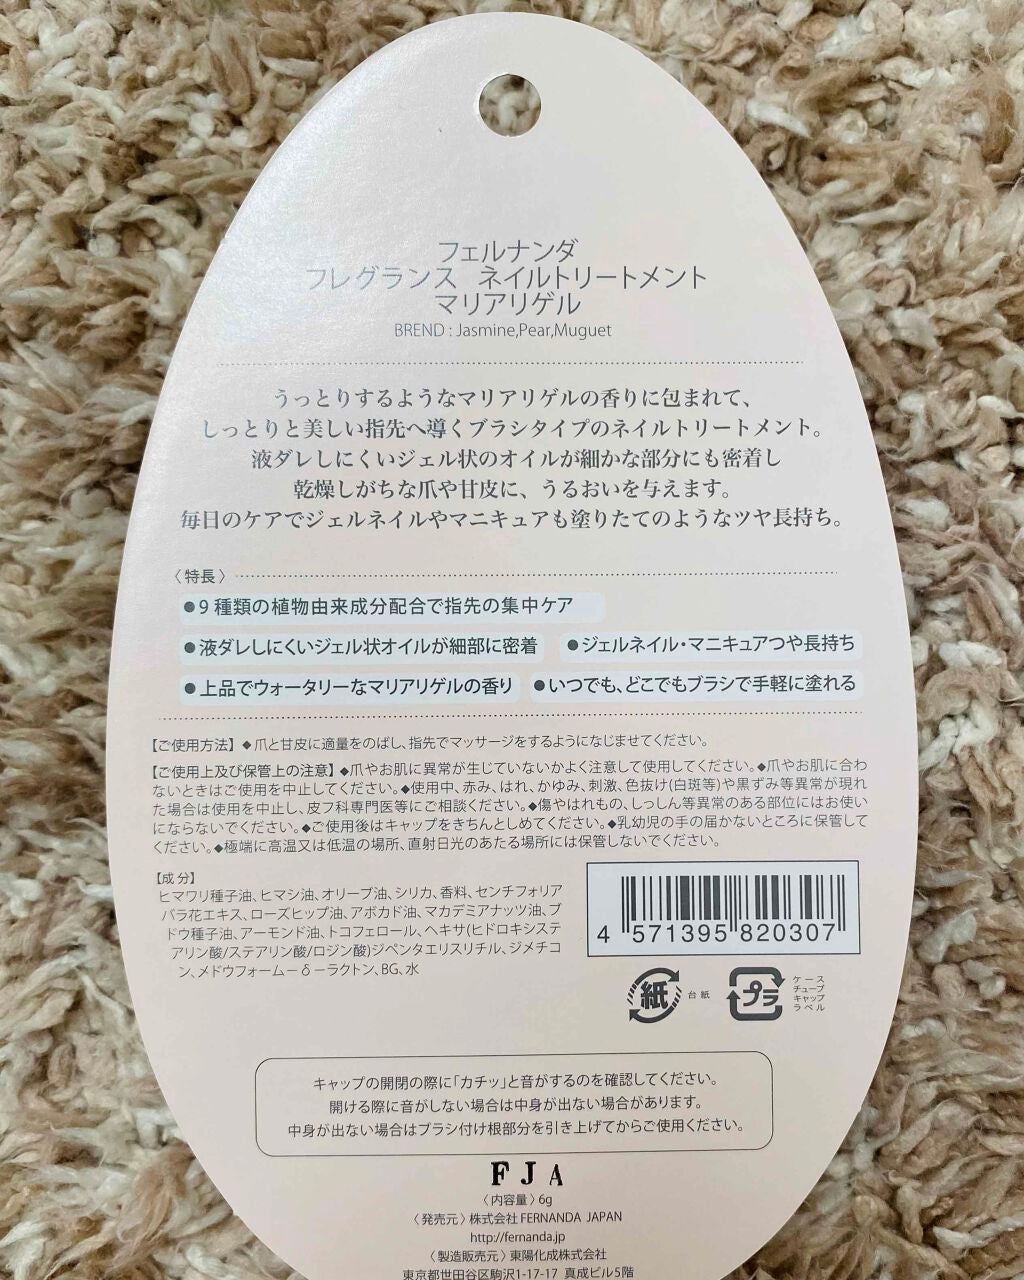 フェルナンダ
フレグランス ネイルトリートメント
マリアリゲル
BREND : Jasmine,Pear,Muguet
うっとりするようなマリアリゲルの香りに包まれて、
しっとりと美しい指先へ導くブラシタイプのネイルトリートメント。
液ダレしにくいジェル状のオイルが細かな部分にも密着し
乾燥しがちな爪や甘皮に、うるおいを与えます。
毎日のケアでジェルネイルやマニキュアも塗りたてのようなツヤ長持ち。
〈特長〉
●9種類の植物由来成分配合で指先の集中ケア
●液ダレしにくいジェル状オイルが細部に密着 ●ジェルネイル・マニキュアつや長持ち
●上品でウォータリーなマリアリゲルの香り ●いつでも、どこでもブラシで手軽に塗れる
【ご使用方法】◆爪と甘皮に適量をのばし、指先でマッサージをするようになじませてください。
【ご使用上及び保管上の注意】◆爪やお肌に異常が生じていないかよく注意して使用してください。◆爪やお肌に合わ
ないときはご使用を中止してください。◆使用中、赤み、はれ、かゆみ、刺激、色抜け(白斑等)や黒ずみ等異常が現れ
た場合は使用を中止し、皮フ科専門医等にご相談ください。◆傷やはれもの、しっしん等異常のある部位にはお使い
にならないでください。◆ご使用後はキャップをきちんとしめてください。◆乳幼児の手の届かないところに保管して
ください。◆極端に高温又は低温の場所、直射日光のあたる場所には保管しないでください。
【成分】
ヒマワリ種子油、ヒマシ油、オリーブ油、シリカ、香料、センチフォリア
バラ花エキス、ローズヒップ油、アボカド油、マカデミアナッツ油、ブ
ドウ種子油、アーモンド油、トコフェロール、ヘキサ(ヒドロキシステ
アリン酸/ステアリン酸/ロジン酸)ジペンタエリスリチル、ジメチコ
ン、メドウフォーム－δ－ラクトン、BG、水
4 571395 820307
紙 台紙
プラ
ケース
チューブ
キャップ
ラベル
キャップの開閉の際に「カチッ」と音がするのを確認してください。
開ける際に音がしない場合は中身が出ない場合があります。
中身が出ない場合はブラシ付け根部分を引き上げてからご使用ください。
FJA
〈内容量〉6g
〈発売元〉株式会社 FERNANDA JAPAN
http://fernanda.jp
〈製造販売元〉東陽化成株式会社
東京都世田谷区駒沢1-17-17 真成ビル5階